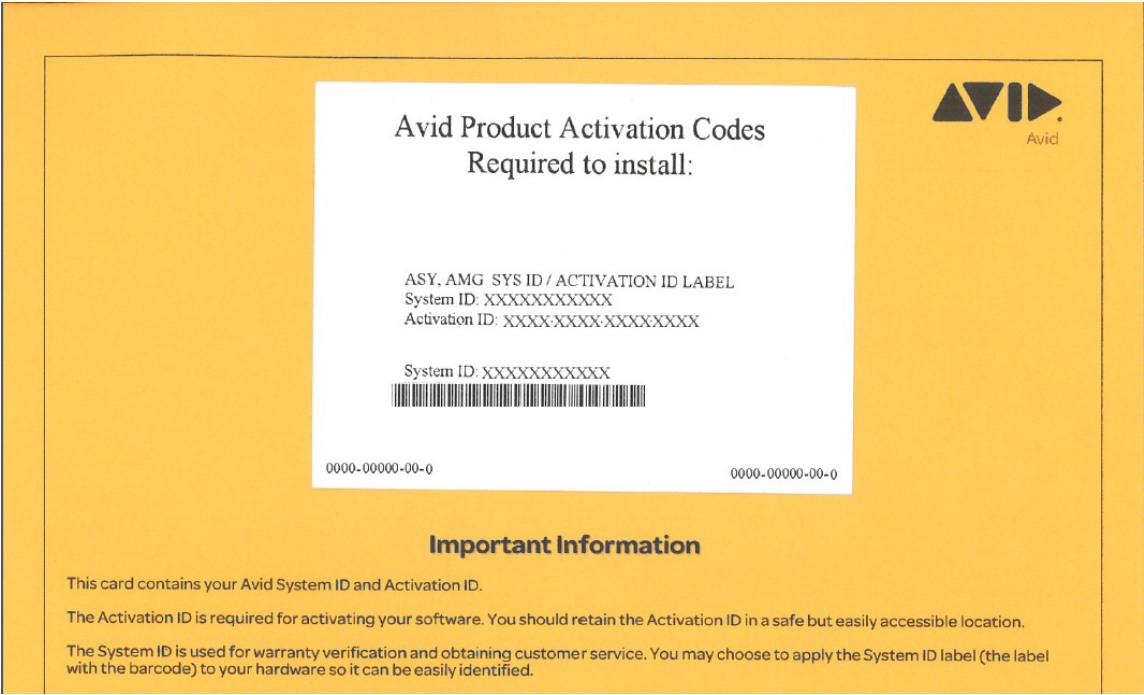 AVID.
Avid
Avid Product Activation Codes
Required to install:
ASY, AMG SYS ID / ACTIVATION ID LABEL
System ID: XXXXXXXXXXX
Activation ID: XXXX-XXXX-XXXX-XXXX
System ID: XXXXXXXXXXX
0000-00000-00-0
0000-00000-00-0
Important Information
This card contains your Avid System ID and Activation ID.
The Activation ID is required for activating your software. You should retain the Activation ID in a safe but easily accessible location.
The System ID is used for warranty verification and obtaining customer service. You may choose to apply the System ID label (the label
with the barcode) to your hardware so it can be easily identified.